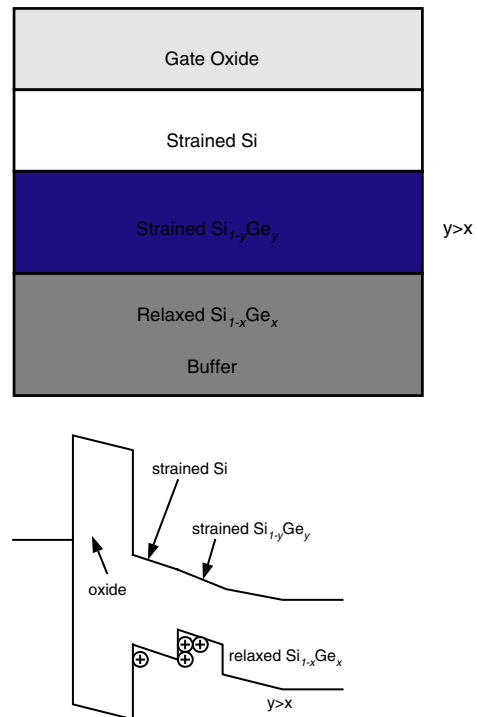 Gate Oxide
Strained Si
Strained Si1-yGey
y>x
Relaxed Si1-xGex
Buffer
strained Si
strained Si1-yGey
oxide
relaxed Si1-xGex
y>x